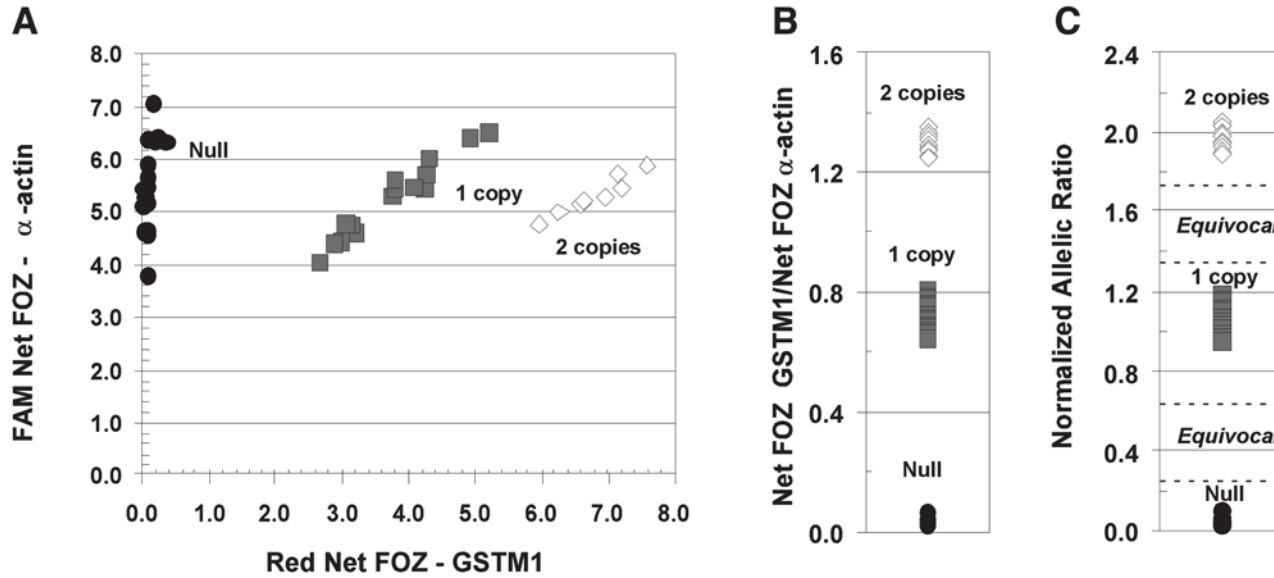 A
FAM Net FOZ - α-actin
8.0
7.0
6.0
5.0
4.0
3.0
2.0
1.0
0.0
Null
1 copy
2 copies
0.0 1.0 2.0 3.0 4.0 5.0 6.0 7.0 8.0
Red Net FOZ - GSTM1
B
Net FOZ GSTM1/Net FOZ α-actin
1.6
1.2
0.8
0.4
0.0
2 copies
1 copy
Null
C
Normalized Allelic Ratio
2.4
2.0
1.6
1.2
0.8
0.4
0.0
2 copies
Equivocal
1 copy
Equivocal
Null